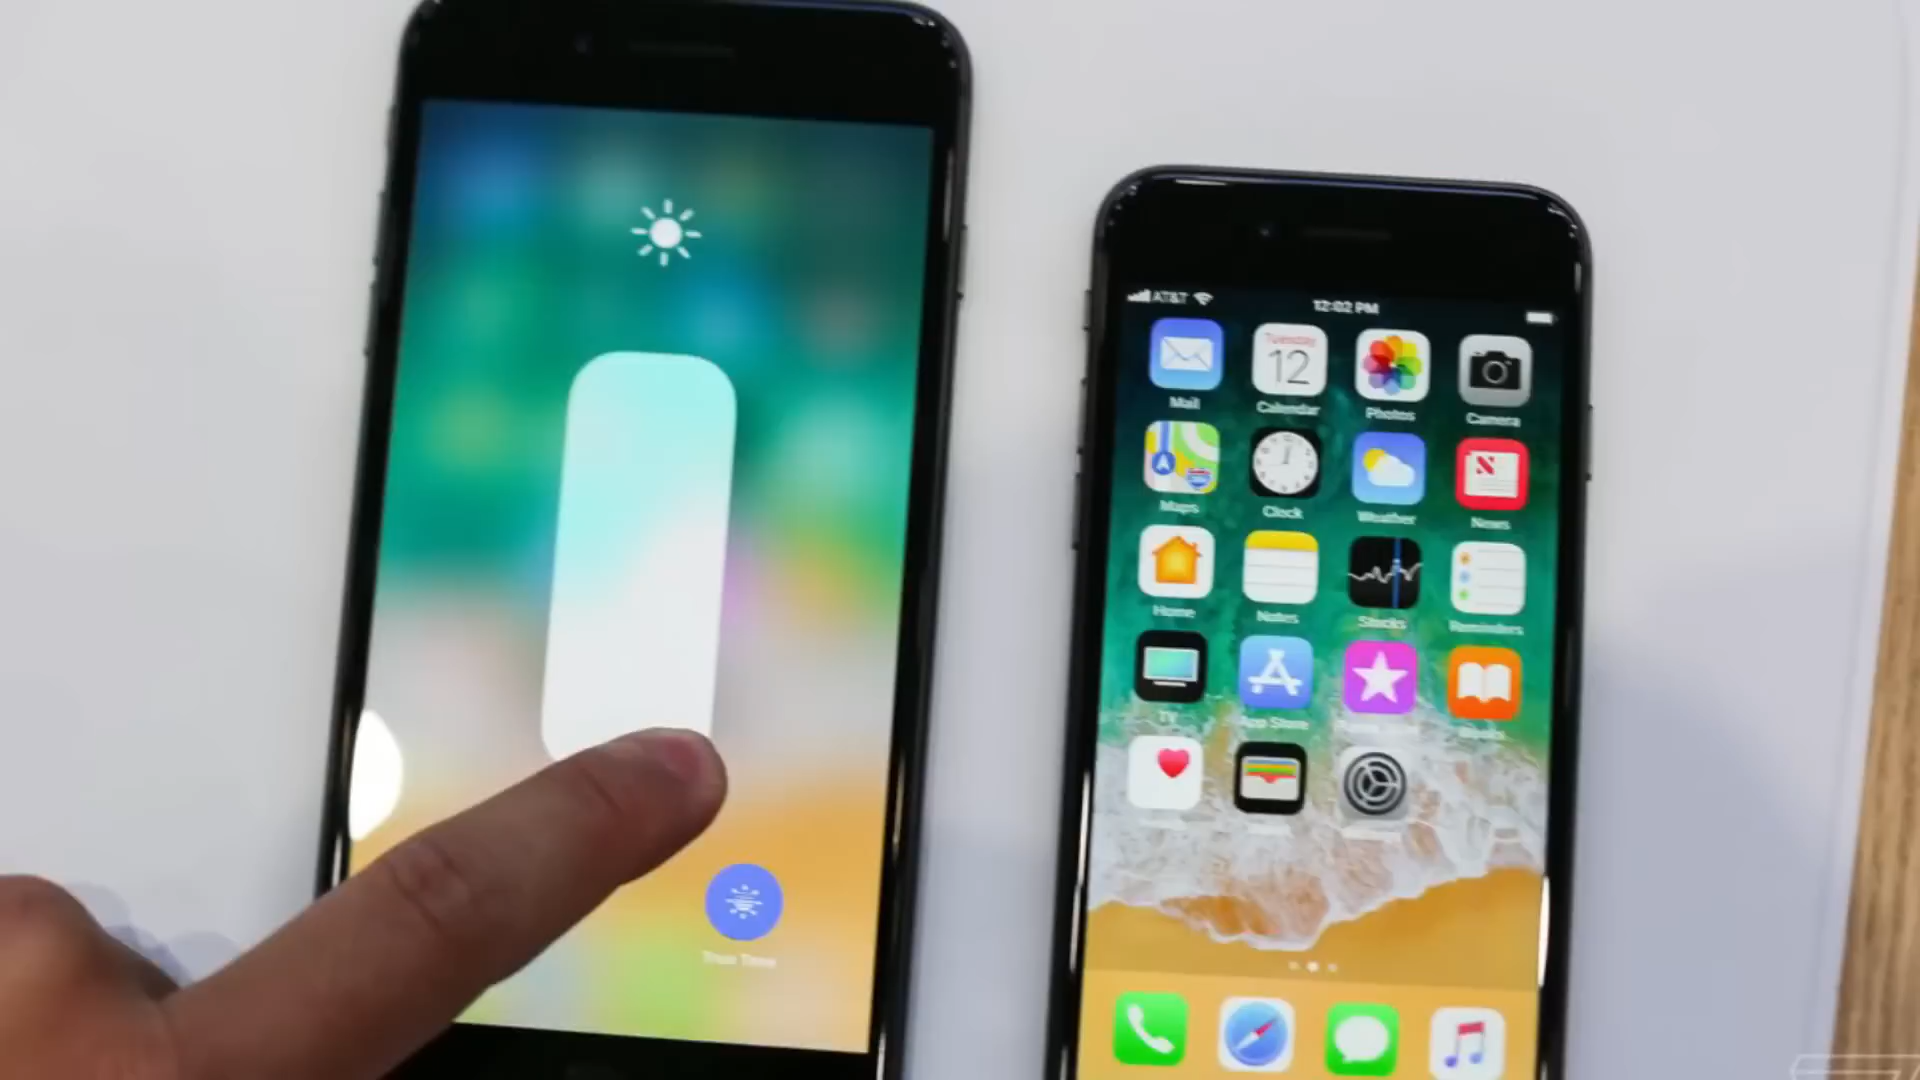 AT&T 12:02 PM
Tuesday
12
Mail Calendar Photos Camera
Maps Clock Weather News
Home Notes Stocks Reminders
TV App Store
True Tone